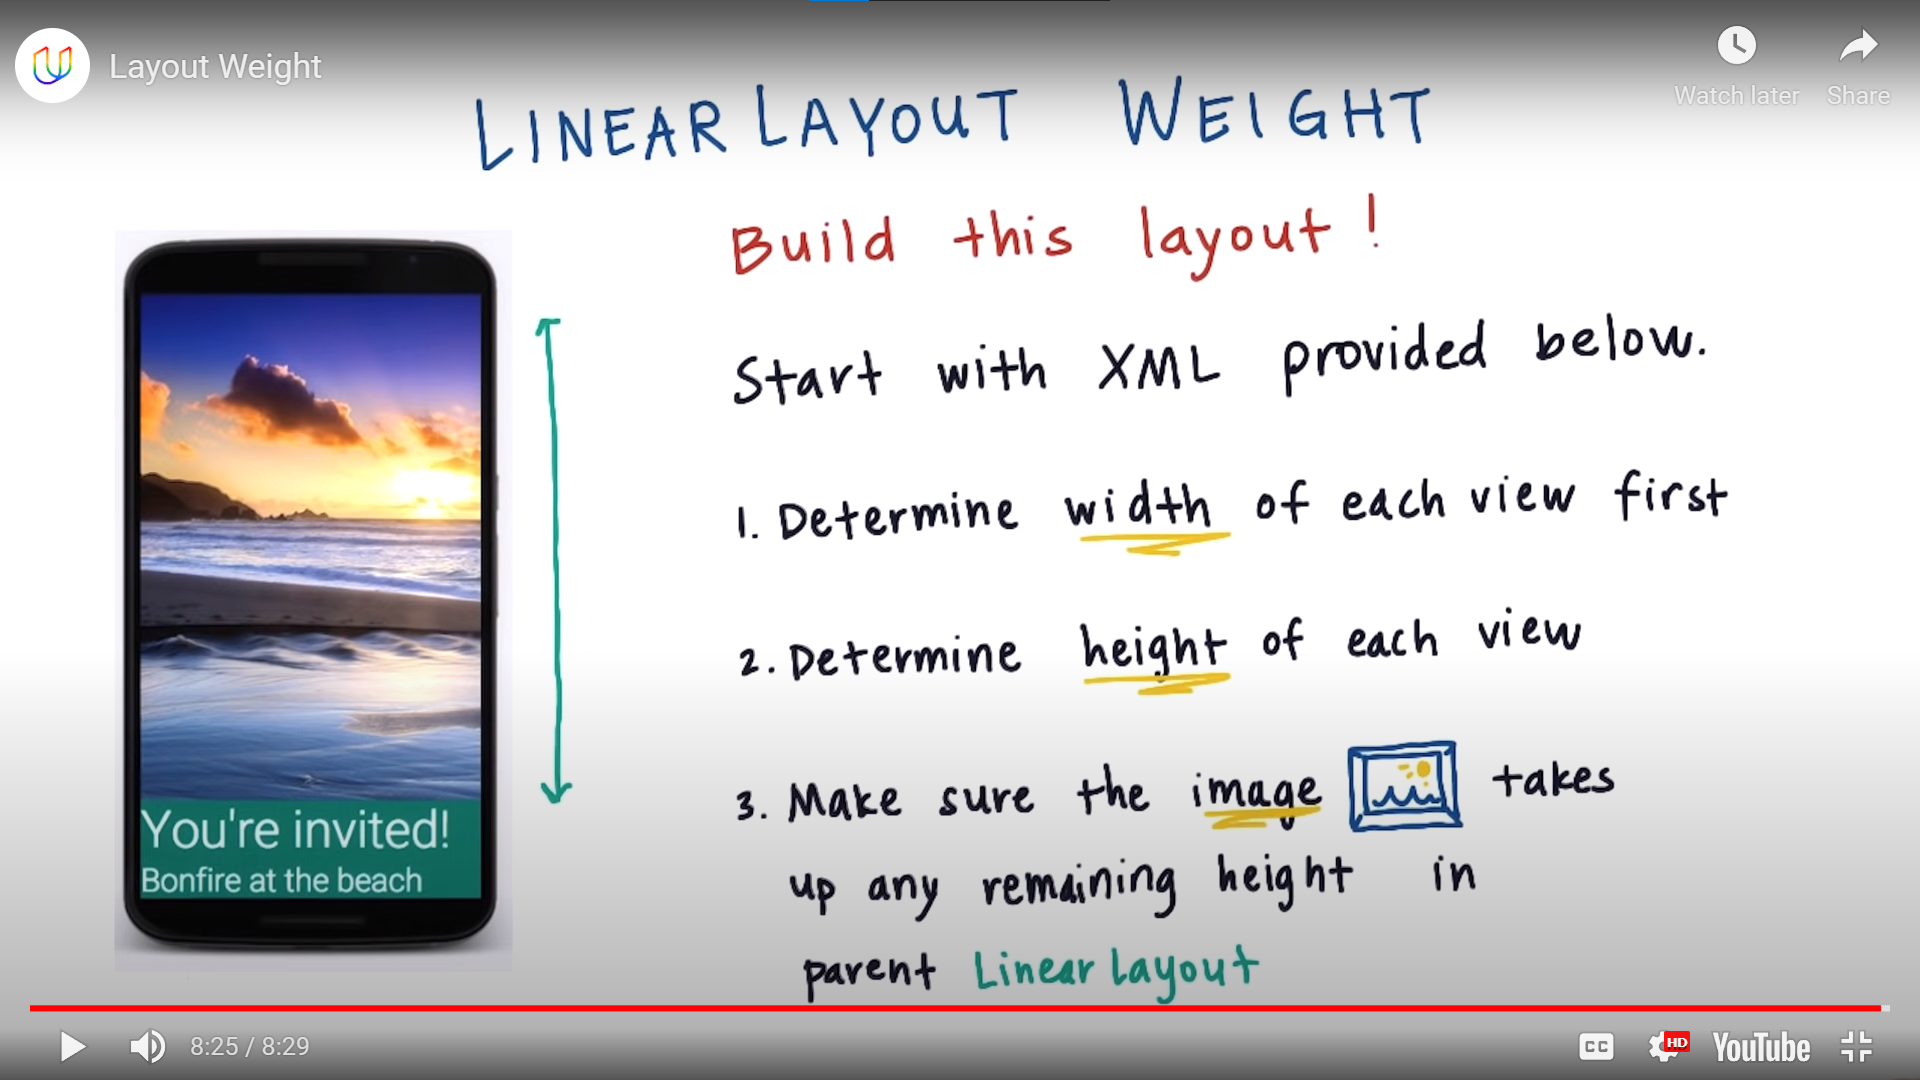 Layout Weight
Watch later
Share
LINEAR LAYOUT WEIGHT
Build this layout!
Start with XML provided below.
1. Determine width of each view first
2. Determine height of each view
3. Make sure the image takes
up any remaining height in
parent Linear Layout
You're invited!
Bonfire at the beach
8:25 / 8:29
CC
HD
YouTube